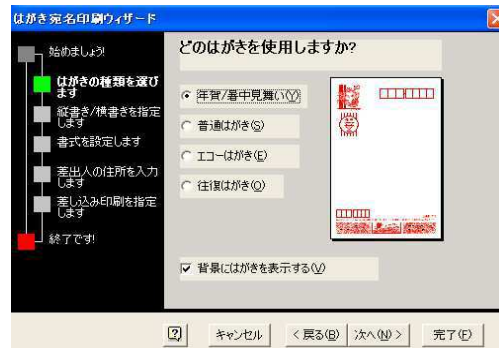 はがき宛名印刷ウィザード
始めましょう!
はがきの種類を選び
ます
縦書き/横書きを指定
します
書式を設定します
差出人の住所を入力
します
差し込み印刷を指定
します
終了です!
どのはがきを使用しますか?
年賀/暑中見舞い(Y)
普通はがき(S)
エコーはがき(E)
往復はがき(O)
背景にはがきを表示する(V)
キャンセル
< 戻る(B)
次へ(N) >
完了(F)